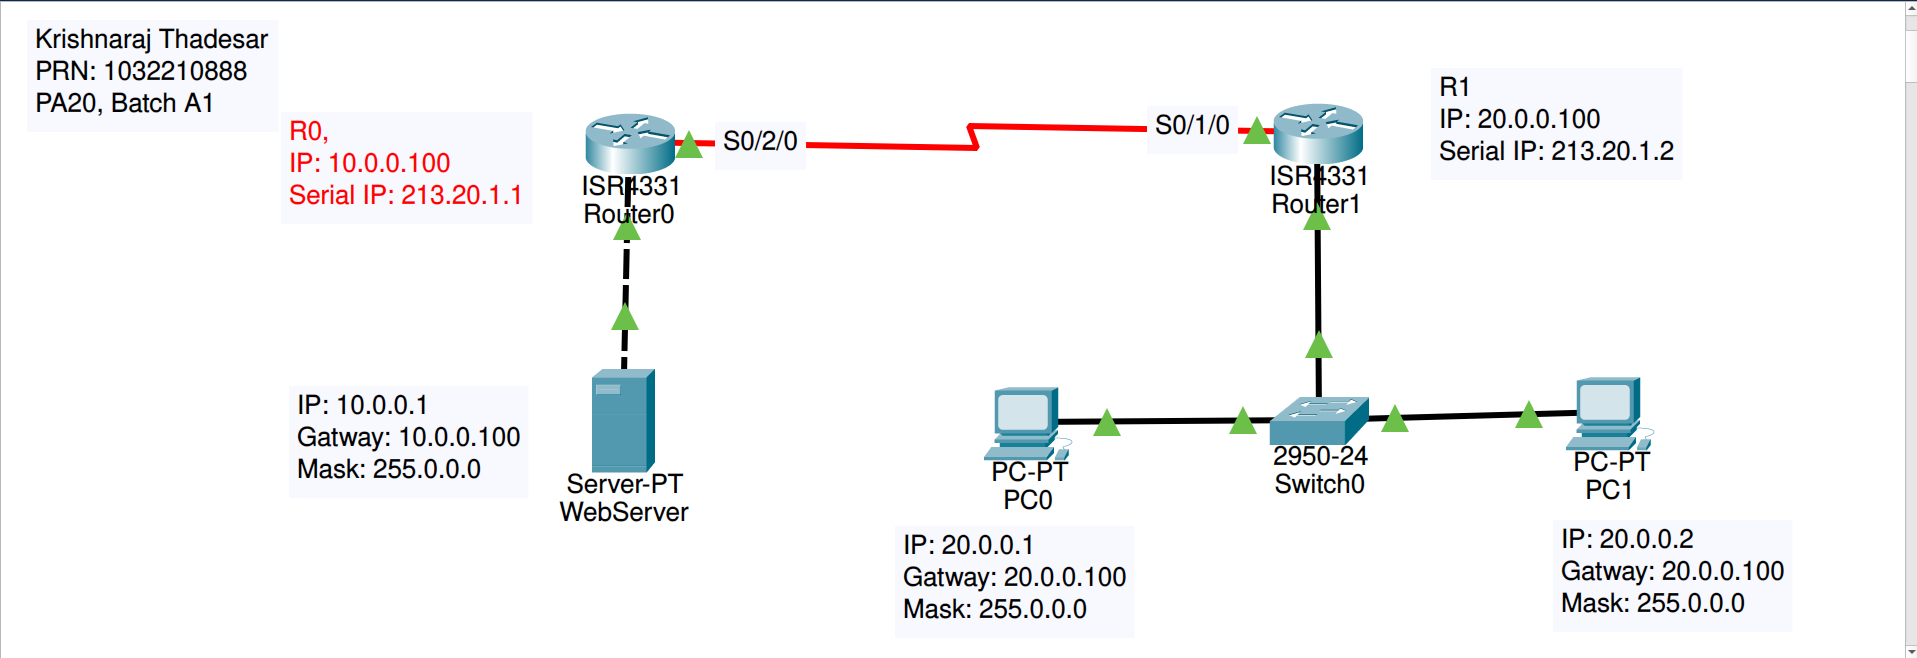 Krishnaraj Thadesar
PRN: 1032210888
PA20, Batch A1
R0,
IP: 10.0.0.100
Serial IP: 213.20.1.1
S0/2/0
S0/1/0
R1
IP: 20.0.0.100
Serial IP: 213.20.1.2
ISR4331
Router0
ISR4331
Router1
IP: 10.0.0.1
Gatway: 10.0.0.100
Mask: 255.0.0.0
Server-PT
WebServer
PC-PT
PC0
2950-24
Switch0
PC-PT
PC1
IP: 20.0.0.1
Gatway: 20.0.0.100
Mask: 255.0.0.0
IP: 20.0.0.2
Gatway: 20.0.0.100
Mask: 255.0.0.0